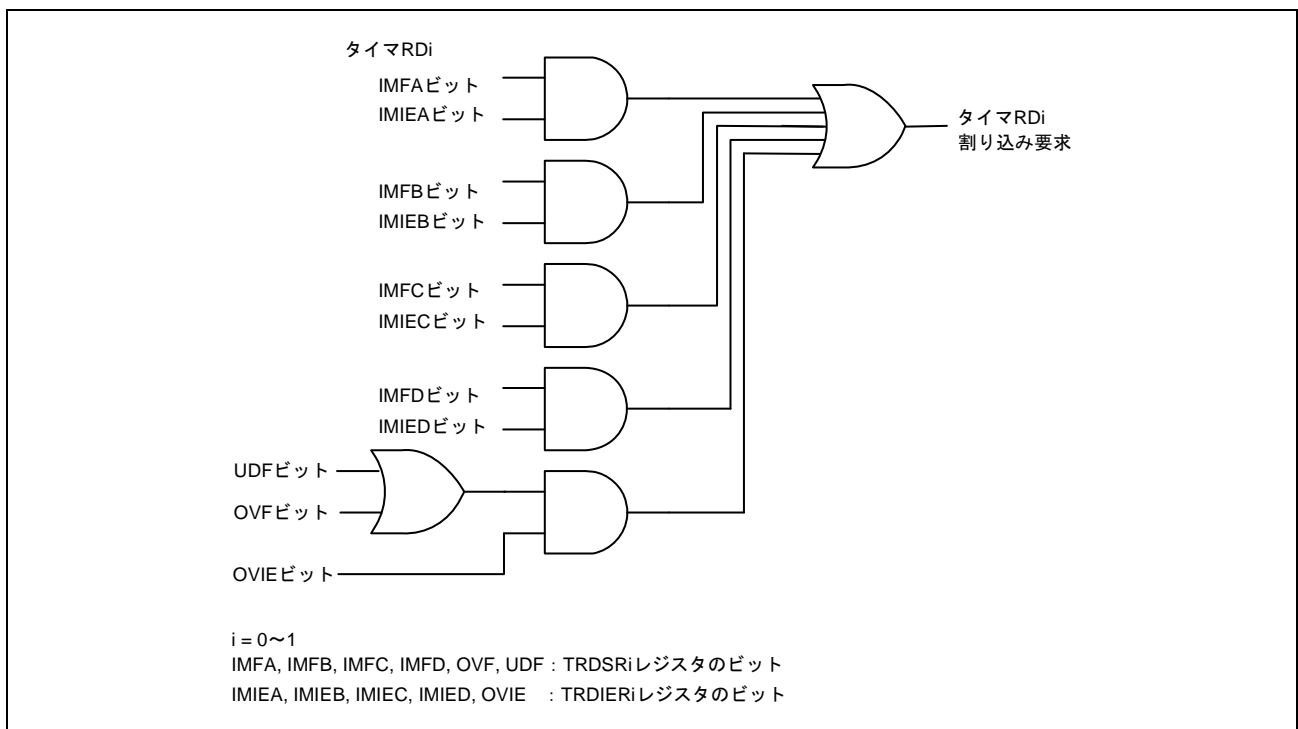 タイマRDi
IMFAビット
IMIEAビット
IMFBビット
IMIEBビット
IMFCビット
IMIECビット
IMFDビット
IMIEDビット
UDFビット
OVFビット
OVIEビット
タイマRDi
割り込み要求
i = 0～1
IMFA, IMFB, IMFC, IMFD, OVF, UDF : TRDSRiレジスタのビット
IMIEA, IMIEB, IMIEC, IMIED, OVIE : TRDIERiレジスタのビット